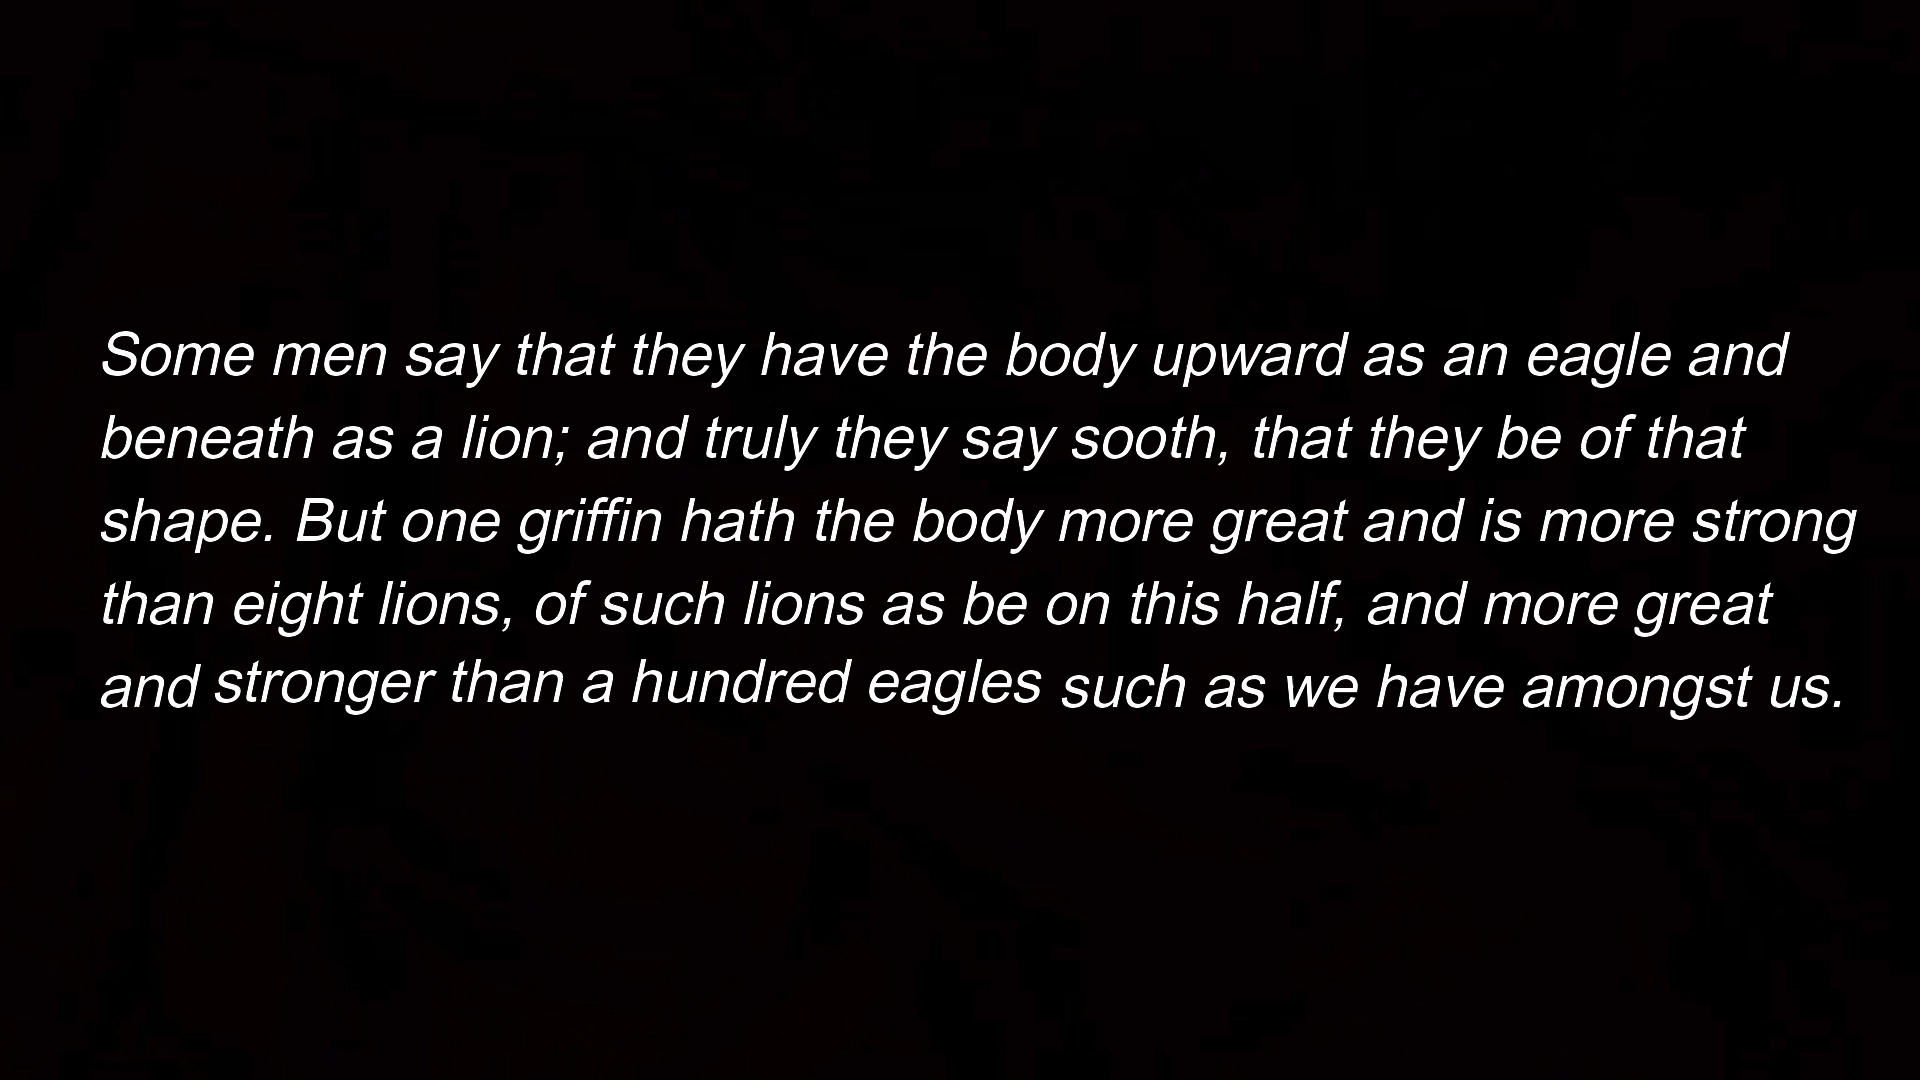 Some men say that they have the body upward as an eagle and
beneath as a lion; and truly they say sooth, that they be of that
shape. But one griffin hath the body more great and is more strong
than eight lions, of such lions as be on this half, and more great
and stronger than a hundred eagles such as we have amongst us.